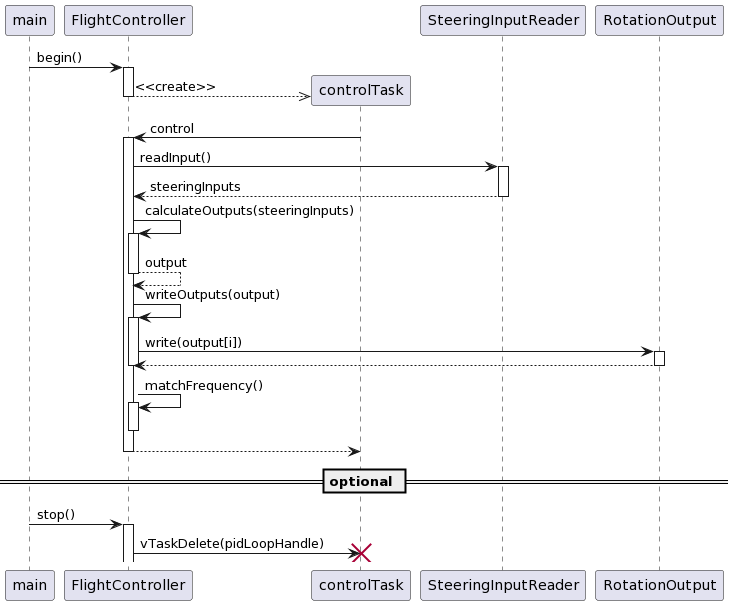 main FlightController SteeringInputReader RotationOutput
begin()
<<create>>
controlTask
control
readInput()
steeringInputs
calculateOutputs(steeringInputs)
output
writeOutputs(output)
write(output[i])
matchFrequency()
optional
stop()
vTaskDelete(pidLoopHandle)
main FlightController controlTask SteeringInputReader RotationOutput